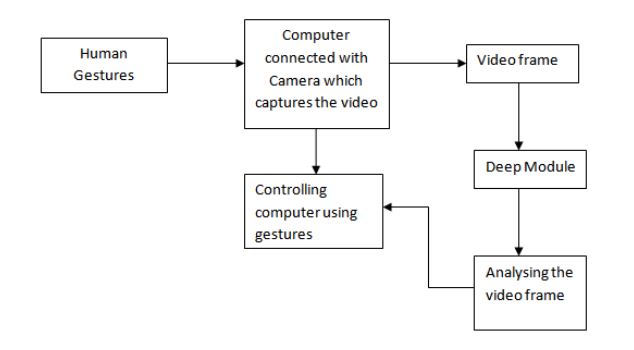 Human
Gestures
Computer
connected with
Camera which
captures the video
Video frame
Deep Module
Controlling
computer using
gestures
Analysing the
video frame